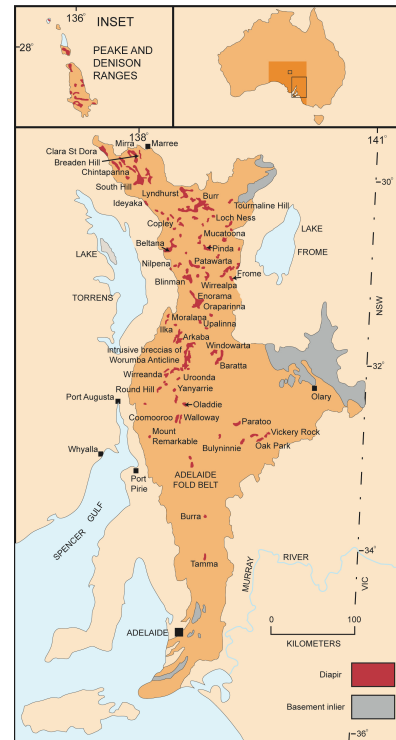 136
INSET
28°
PEAKE AND
DENISON
RANGES
138
141
Mirra
Marree
Clara St Dora
Breaden Hill
Chintapanna
30
South Hill
Lyndhurst
Burr
Tourmaline Hill
Ideyaka
Loch Ness
Copley
Mucatoona
LAKE
FROME
Beltana
Pinda
LAKE
TORRENS
Nilpena
Patawarta
Frome
Blinman
Wirrealpa
Enorama
Oraparinna
NSW
Moralana
Upalinna
Ilka
Arkaba
Windowarta
intrusive breccias of
Worumba Anticline
32
Baratta
Wirreanda
Uroonda
Round Hill
Yanyarrie
Olary
Port Augusta
Oladdie
Coomooroo
Walloway
Paratoo
Mount
Remarkable
Vickery Rock
Bulyninnie
Oak Park
Whyalla
Port
Pirie
ADELAIDE
FOLD BELT
SPENCER GULF
Burra
34
RIVER
Tamma
MURRAY
VIC
ADELAIDE
0
100
KILOMETERS
Diapir
Basement inlier
36°